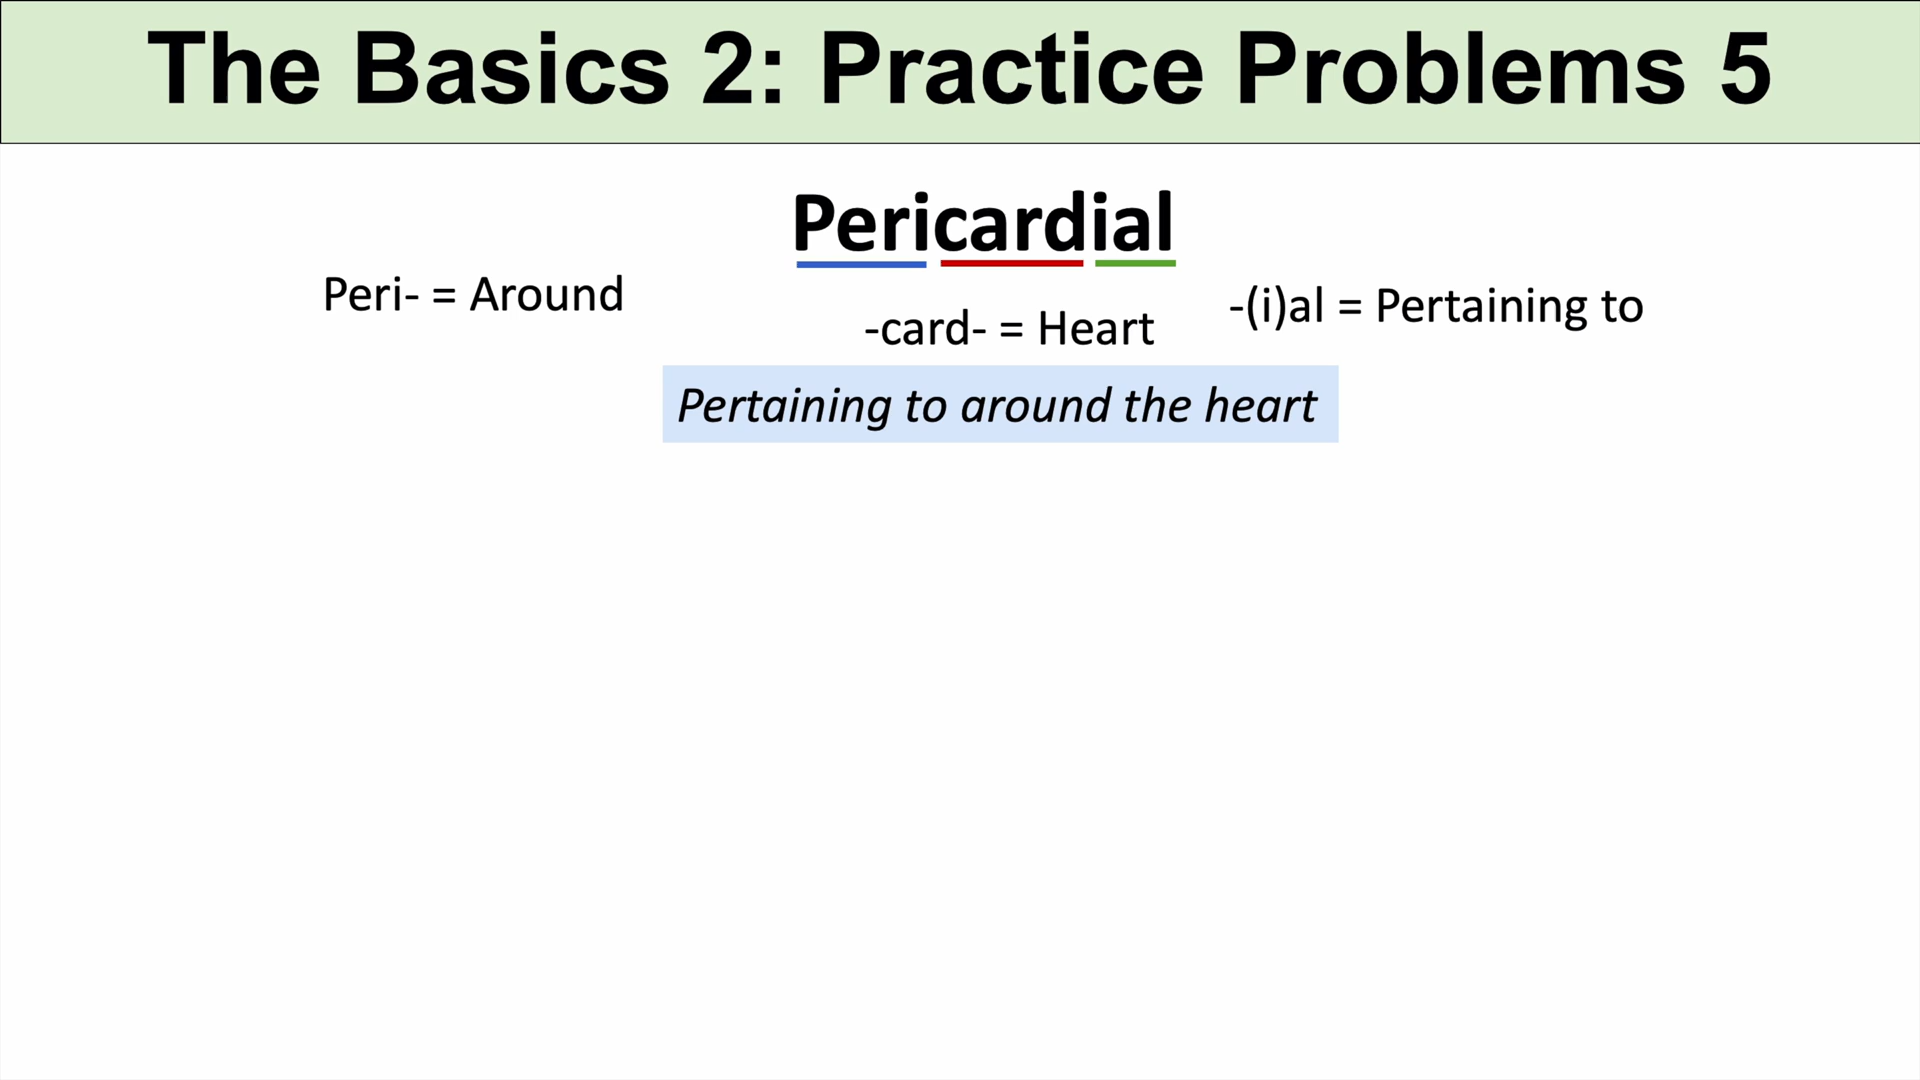 The Basics 2: Practice Problems 5
Pericardial
Peri- = Around
-card- = Heart
-(i)al = Pertaining to
Pertaining to around the heart